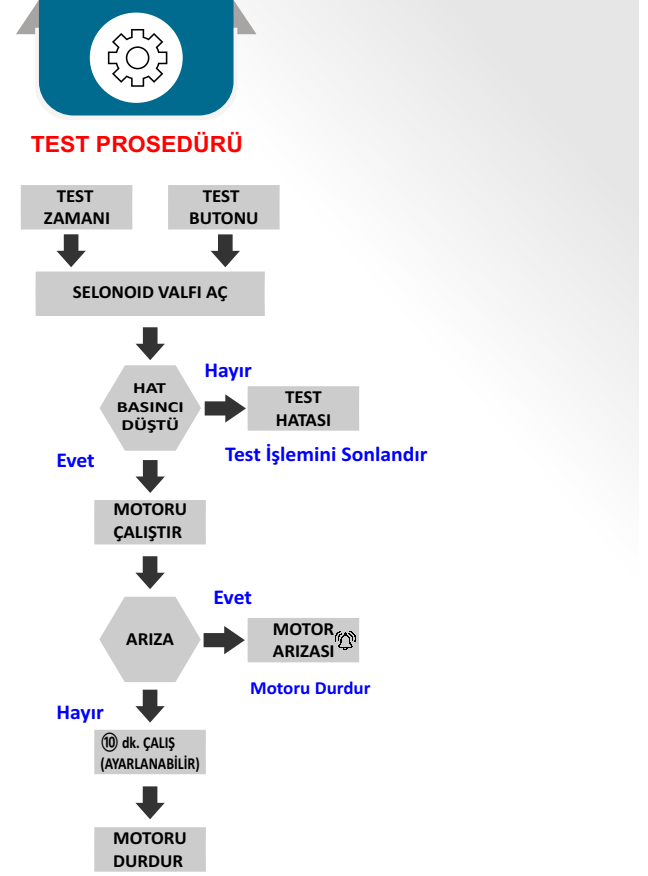 TEST PROSEDÜRÜ
TEST
ZAMANI
TEST
BUTONU
SELONOID VALFI AÇ
HAT
BASINCI
DÜŞTÜ
Hayır
TEST
HATASI
Test İşlemini Sonlandır
Evet
MOTORU
ÇALIŞTIR
ARIZA
Evet
MOTOR
ARIZASI
Motoru Durdur
Hayır
⑩ dk. ÇALIŞ
(AYARLANABİLİR)
MOTORU
DURDUR